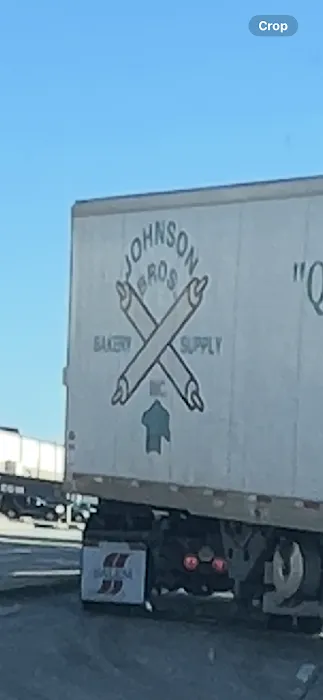 Crop
JOHNSON
BROS.
BAKERY SUPPLY
INC.
"Q